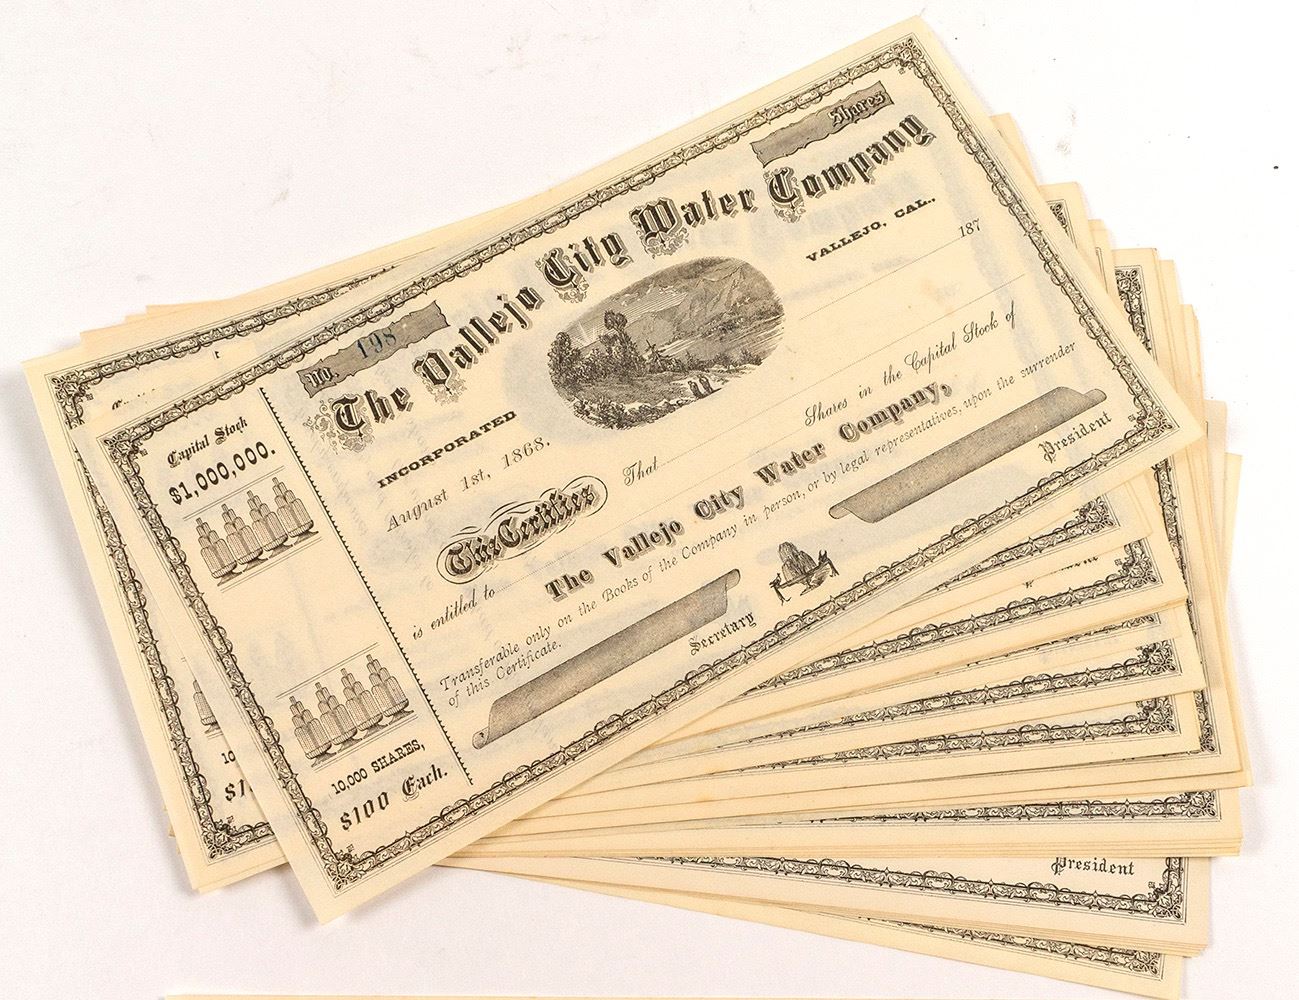 Shares
No. 198
The Vallejo City Water Company
INCORPORATED
August 1st, 1868.
VALLEJO, CAL.,
187
This Certifies That
is entitled to
Shares in the Capital Stock of
The Vallejo City Water Company,
Transferable only on the Books of the Company in person, or by legal representatives, upon the surrender
of this Certificate.
Secretary
President
Capital Stock
$1,000,000.
10,000 SHARES,
$100 Each.
10
$1
President